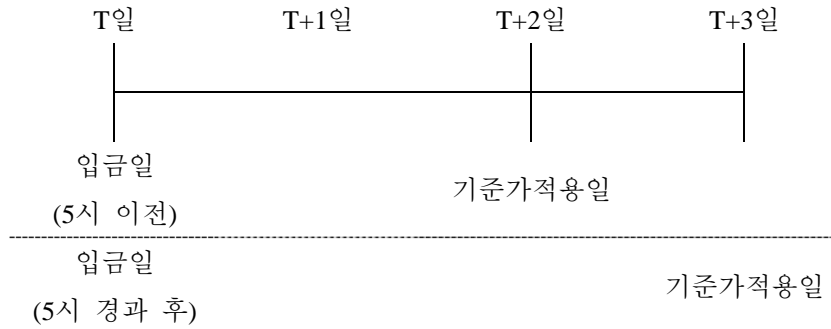 T일 T+1일 T+2일 T+3일
입금일
(5시 이전)
기준가적용일
입금일
(5시 경과 후)
기준가적용일